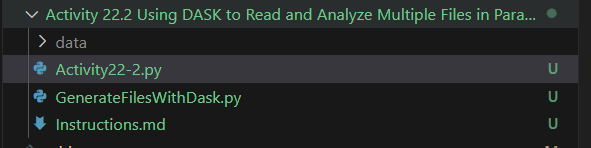 Activity 22.2 Using DASK to Read and Analyze Multiple Files in Para...
data
Activity22-2.py U
GenerateFilesWithDask.py U
Instructions.md U